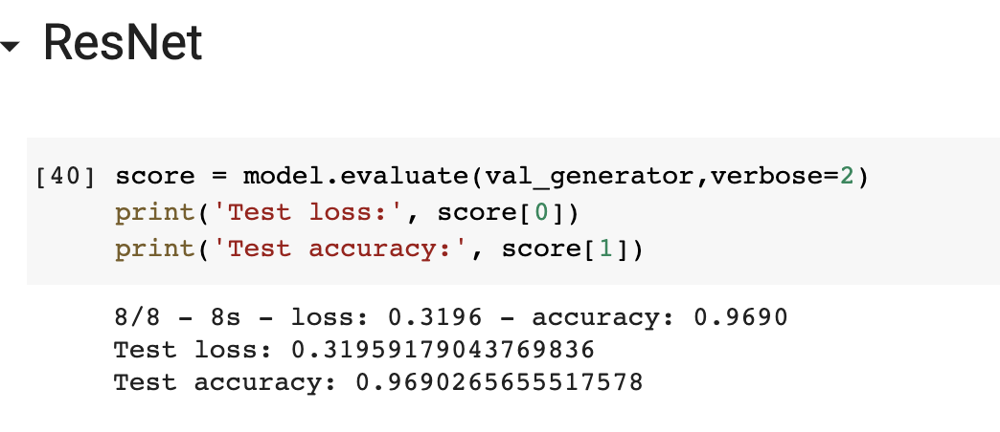 ResNet
[40] score = model.evaluate(val_generator,verbose=2)
print('Test loss:', score[0])
print('Test accuracy:', score[1])
8/8 - 8s - loss: 0.3196 - accuracy: 0.9690
Test loss: 0.31959179043769836
Test accuracy: 0.9690265655517578